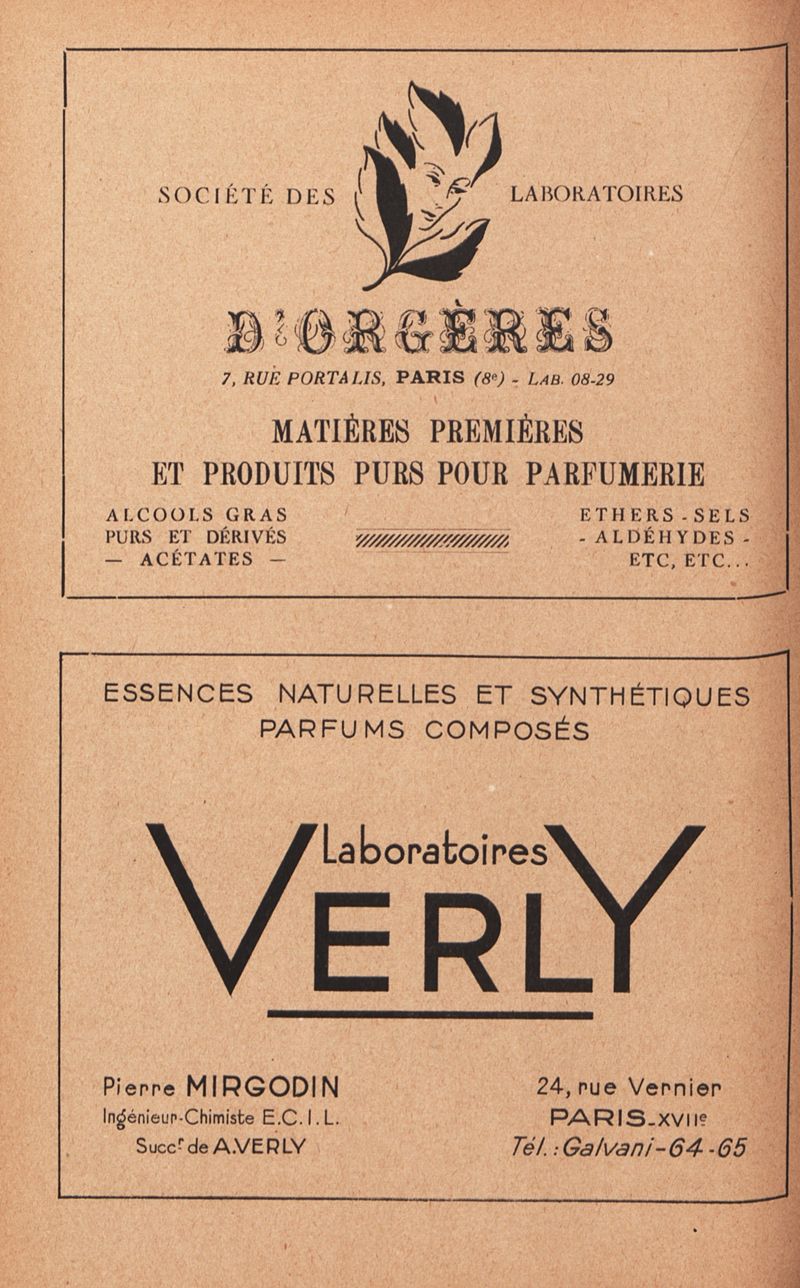 SOCIÉTÉ DES LABORATOIRES
D'ORGÈRES
7, RUE PORTALIS, PARIS (8e) - LAB. 08-29
MATIÈRES PREMIÈRES
ET PRODUITS PURS POUR PARFUMERIE
ALCOOLS GRAS
PURS ET DÉRIVÉS
— ACÉTATES —
ETHERS - SELS
- ALDÉHYDES -
ETC, ETC...
ESSENCES NATURELLES ET SYNTHÉTIQUES
PARFUMS COMPOSÉS
Laboratoires
VERLY
Pierre MIRGODIN
Ingénieur-Chimiste E.C.I.L.
Succr de A.VERLY
24, rue Vernier
PARIS-XVIIe
Tél. : Galvani-64-65